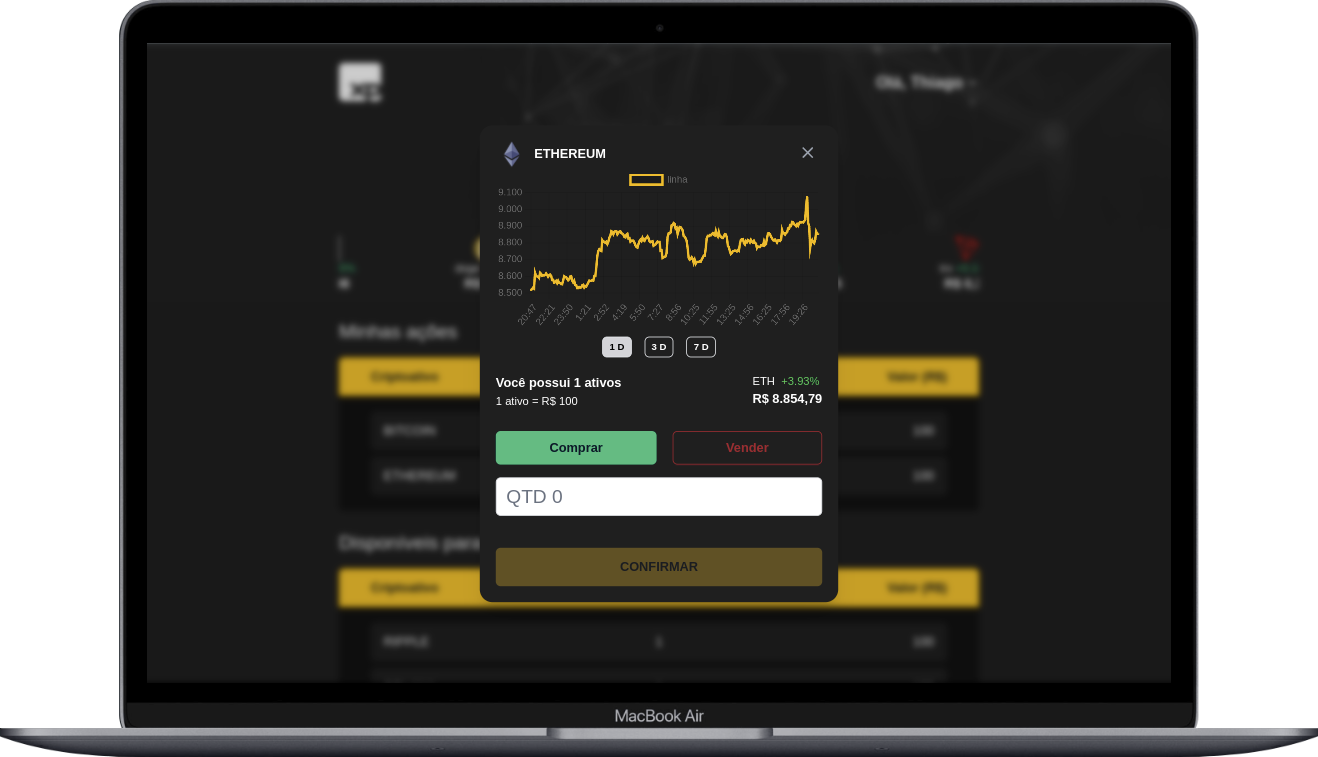 Olá, Thiago
ETHEREUM
linha
9.100
9.000
8.900
8.800
8.700
8.600
8.500
20:47 22:21 23:50 1:21 2:52 4:19 5:50 7:27 8:56 10:25 11:55 13:25 14:56 16:25 17:56 19:26
1 D 3 D 7 D
Você possui 1 ativos
1 ativo = R$ 100
ETH +3.93%
R$ 8.854,79
Comprar
Vender
QTD 0
CONFIRMAR
Minhas ações
Criptoativo Valor (R$)
BITCOIN 100
ETHEREUM 100
Disponíveis para
Criptoativo Valor (R$)
RIPPLE 1 100
MacBook Air